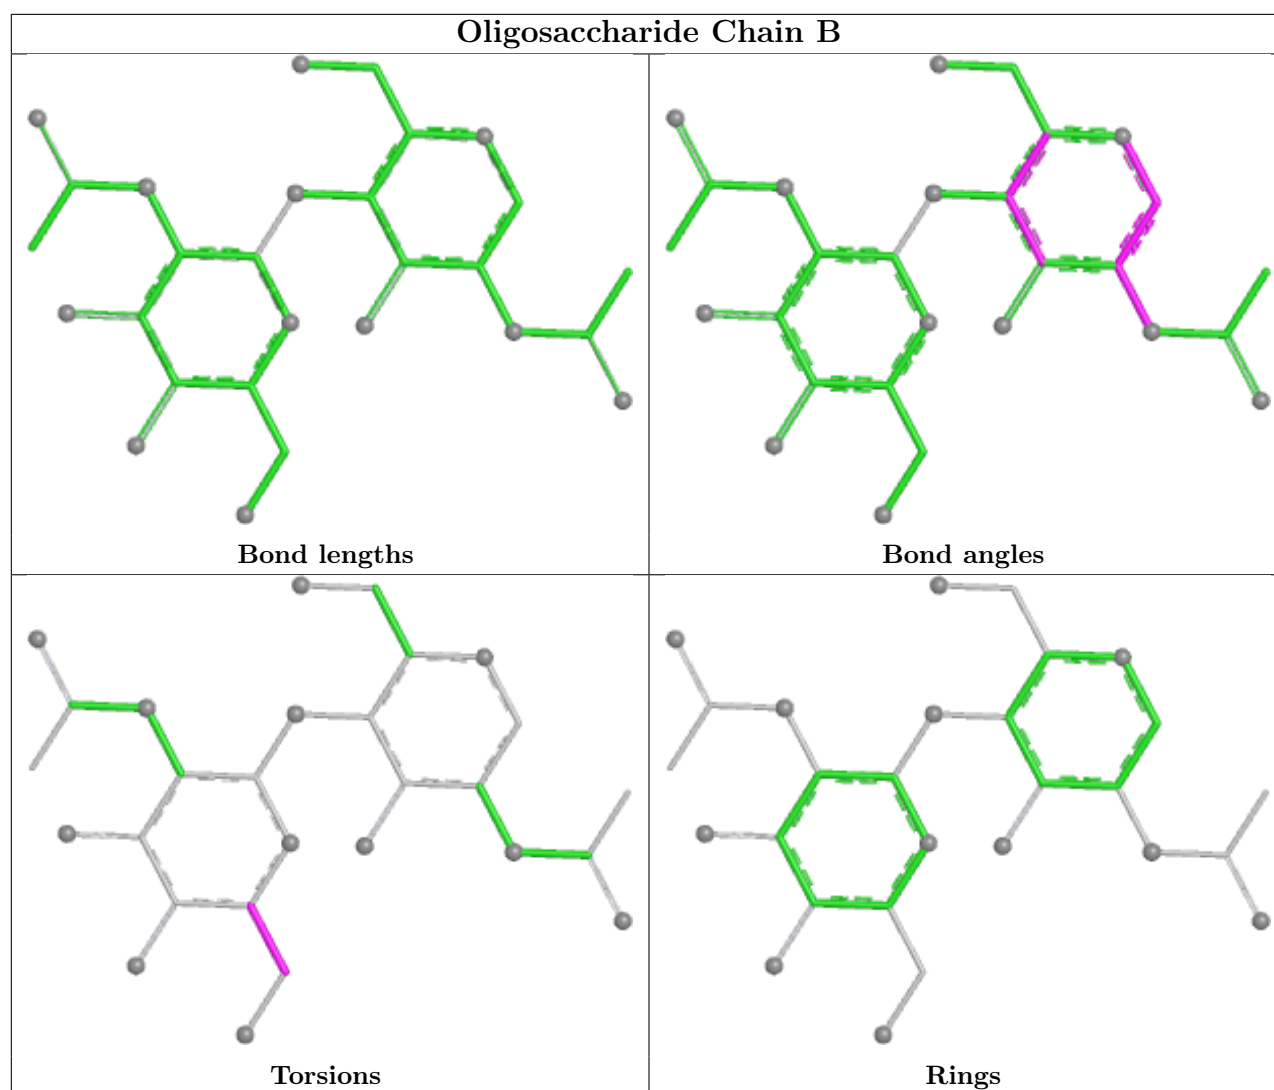 Oligosaccharide Chain B
Bond lengths
Bond angles
Torsions
Rings